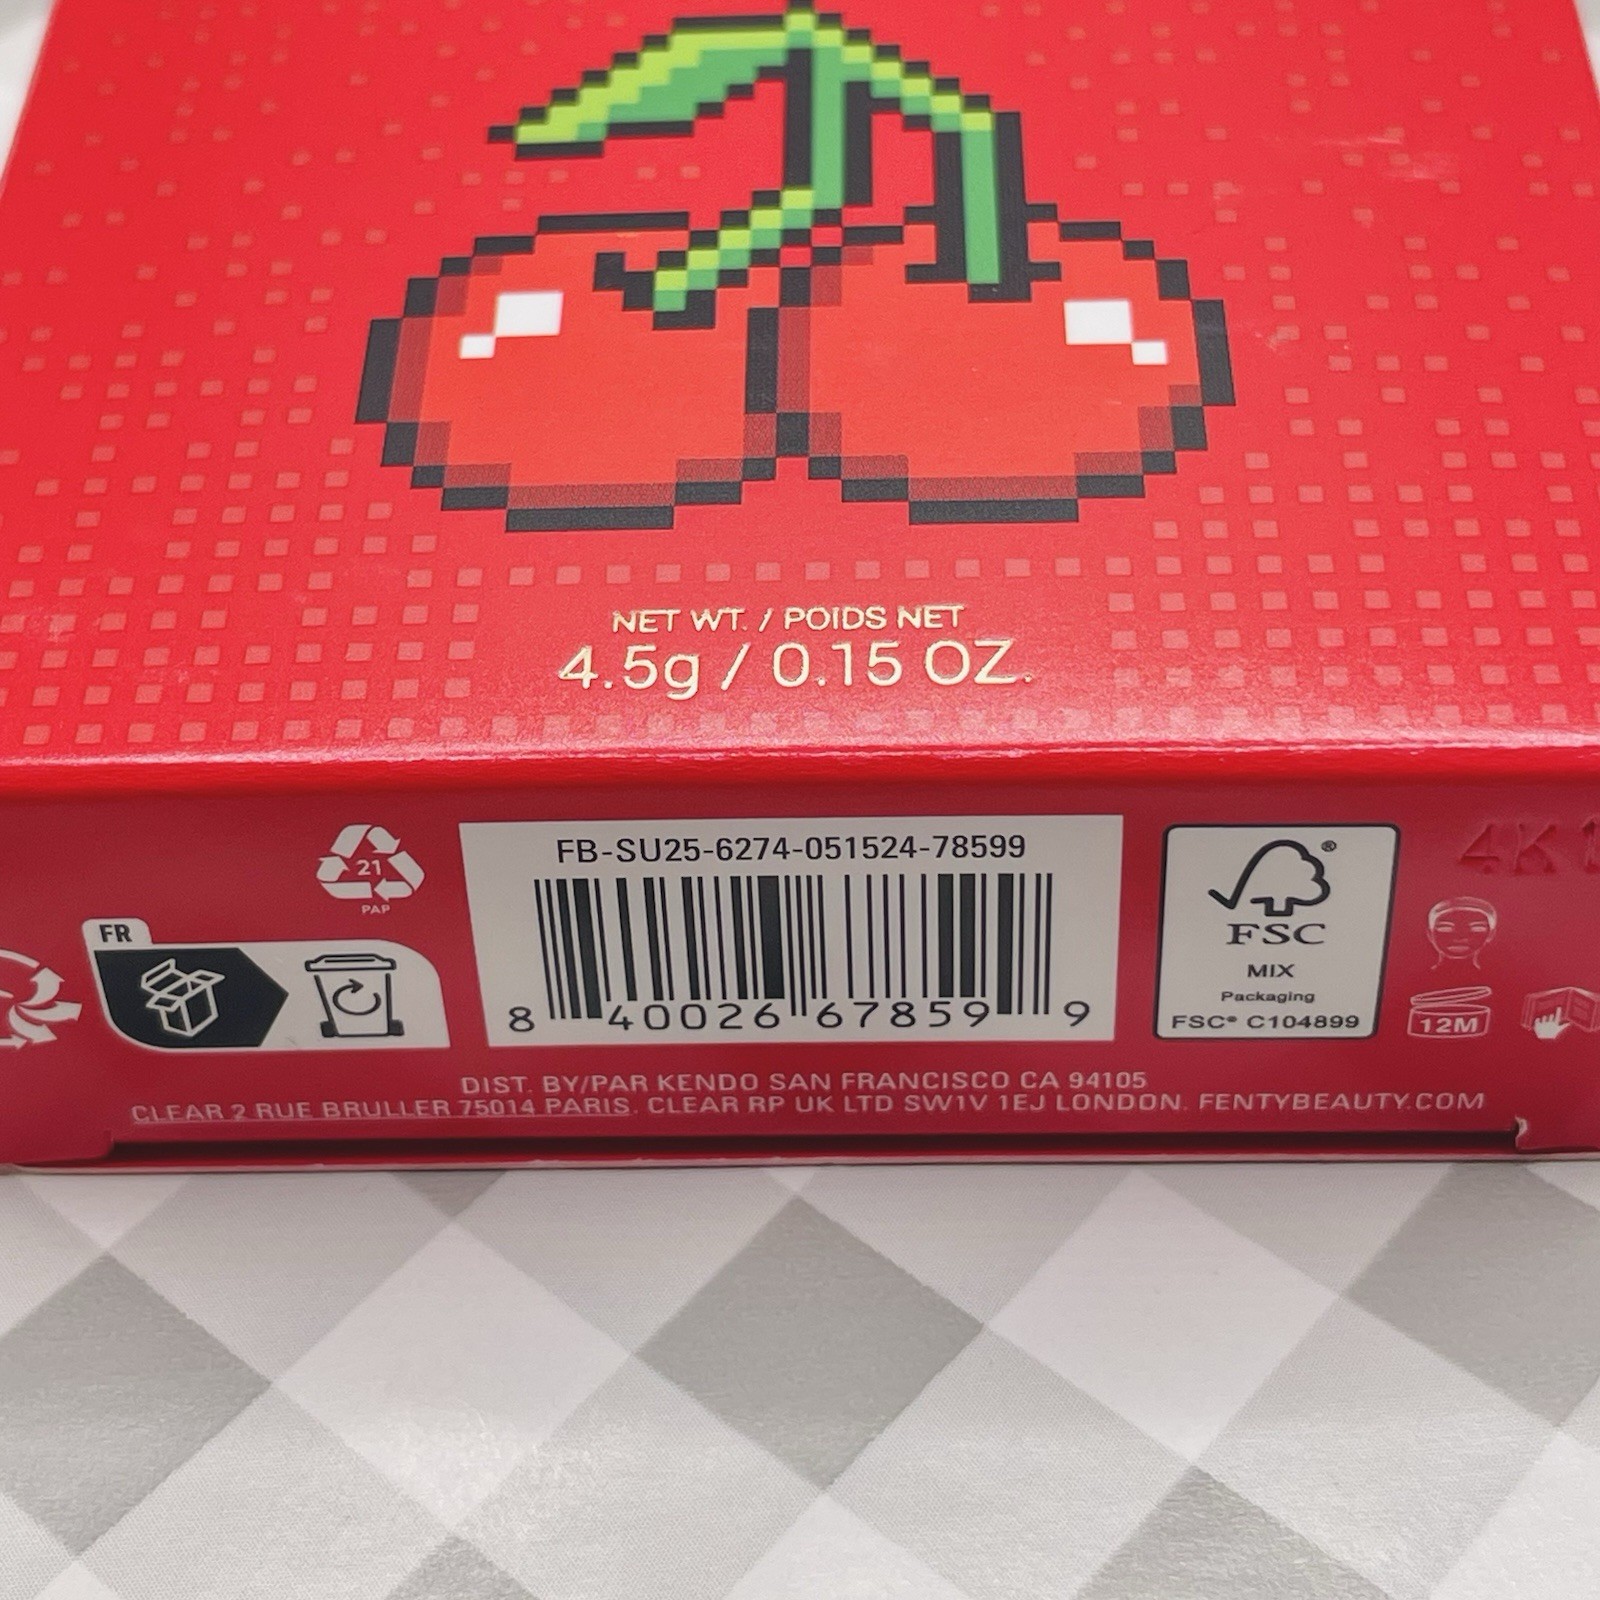 NET WT. / POIDS NET
4.5g / 0.15 OZ.
21
PAP
FR
FB-SU25-6274-051524-78599
8 40026 67859 9
FSC®
MIX
Packaging
FSC® C104899
12M
DIST. BY/PAR KENDO SAN FRANCISCO CA 94105
CLEAR 2 RUE BRULLER 75014 PARIS. CLEAR RP UK LTD SW1V 1EJ LONDON. FENTYBEAUTY.COM